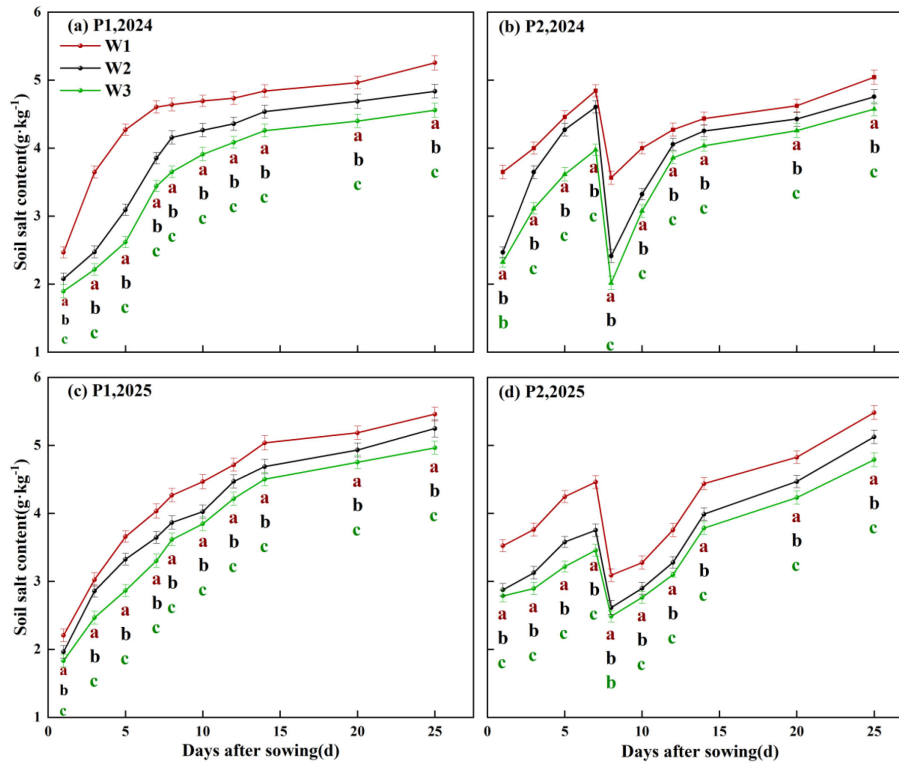 (a) P1,2024
W1
W2
W3
6
5
4
3
2
1
Soil salt content(g·kg-1)
a a a a a a a a a a
b b b b b b b b b b
c c c c c c c c c c
(b) P2,2024
a a a a a a a a a a
b b b b b b b b b b
b c c c c c c c c c
(c) P1,2025
6
5
4
3
2
1
Soil salt content(g·kg-1)
a a a a a a a a a a
b b b b b b b b b b
c c c c c c c c c c
0 5 10 15 20 25
Days after sowing(d)
(d) P2,2025
a a a a a a a a a a
b b b b b b b b b b
c c c c b c c c c c
0 5 10 15 20 25
Days after sowing(d)